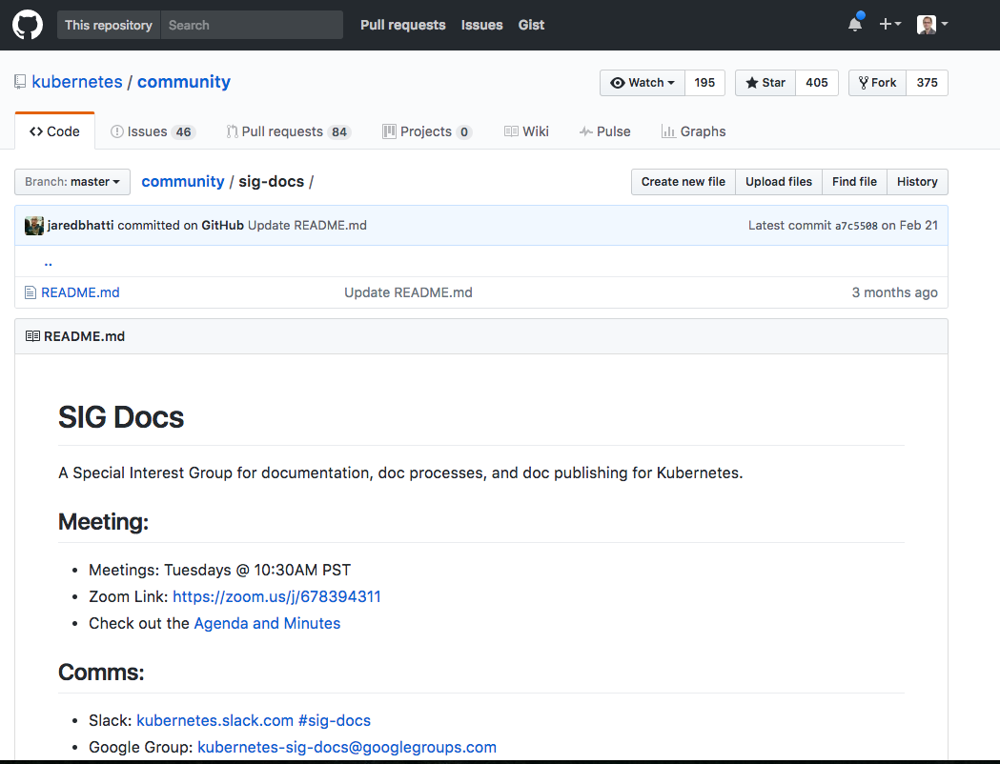 This repository Search Pull requests Issues Gist
kubernetes / community Watch 195 Star 405 Fork 375
Code Issues 46 Pull requests 84 Projects 0 Wiki Pulse Graphs
Branch: master community / sig-docs / Create new file Upload files Find file History
jaredbhatti committed on GitHub Update README.md Latest commit a7c5508 on Feb 21
..
README.md Update README.md 3 months ago
README.md
SIG Docs
A Special Interest Group for documentation, doc processes, and doc publishing for Kubernetes.
Meeting:
• Meetings: Tuesdays @ 10:30AM PST
• Zoom Link: https://zoom.us/j/678394311
• Check out the Agenda and Minutes
Comms:
• Slack: kubernetes.slack.com #sig-docs
• Google Group: kubernetes-sig-docs@googlegroups.com